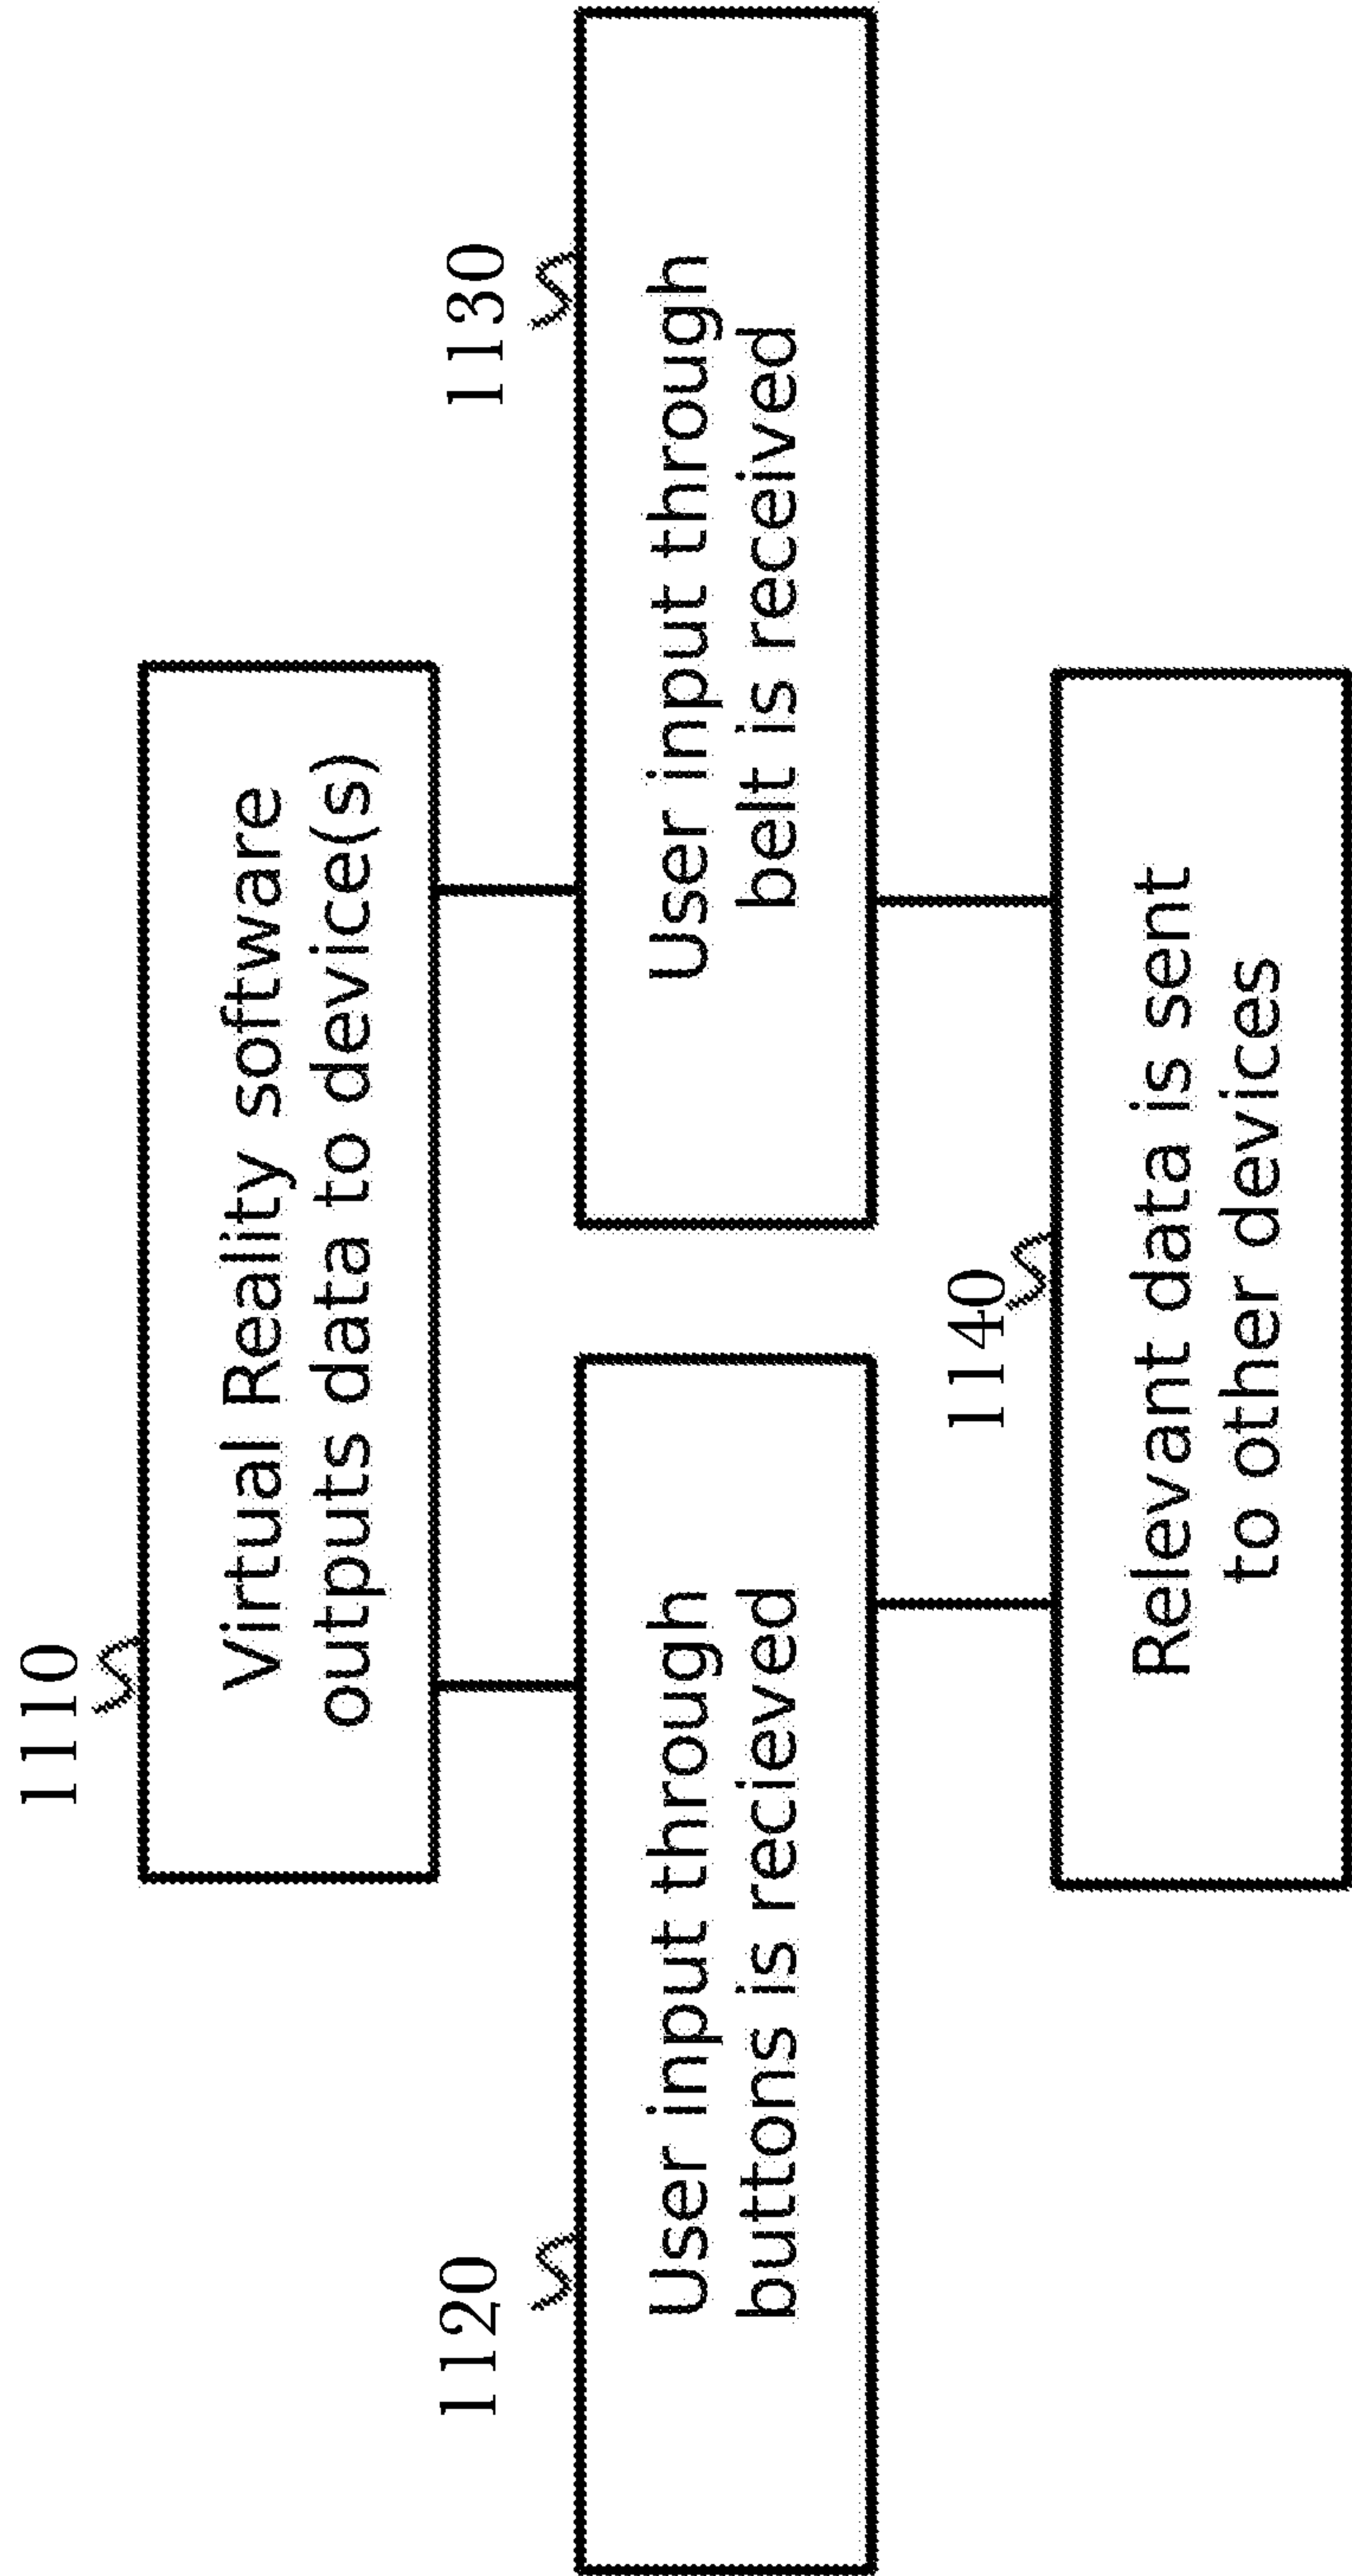 1110
Virtual Reality software
outputs data to device(s)
1120
User input through
buttons is recieved
1130
User input through
belt is received
1140
Relevant data is sent
to other devices